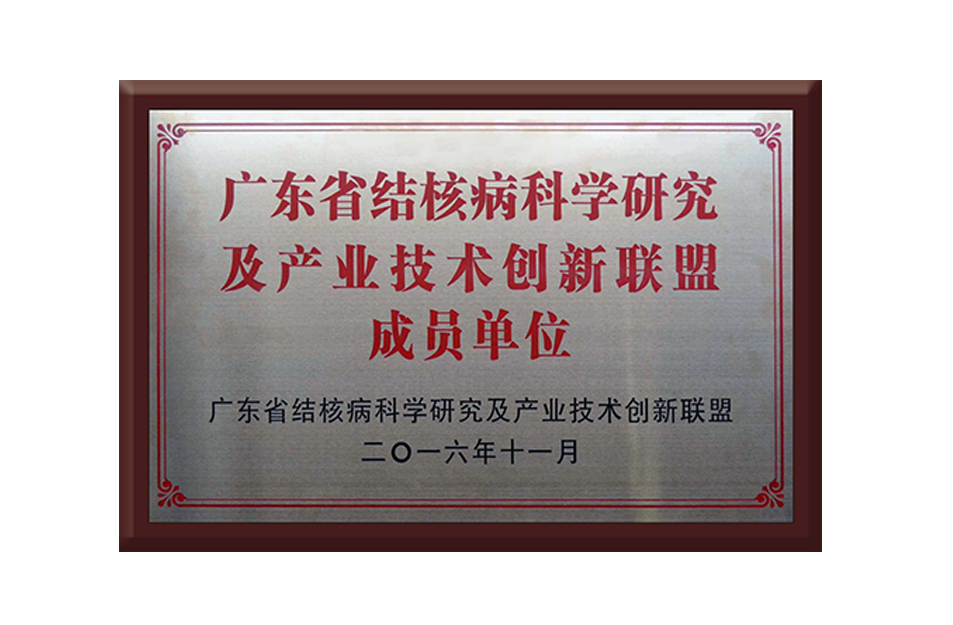 广东省结核病科学研究
及产业技术创新联盟
成员单位
广东省结核病科学研究及产业技术创新联盟
二〇一六年十一月